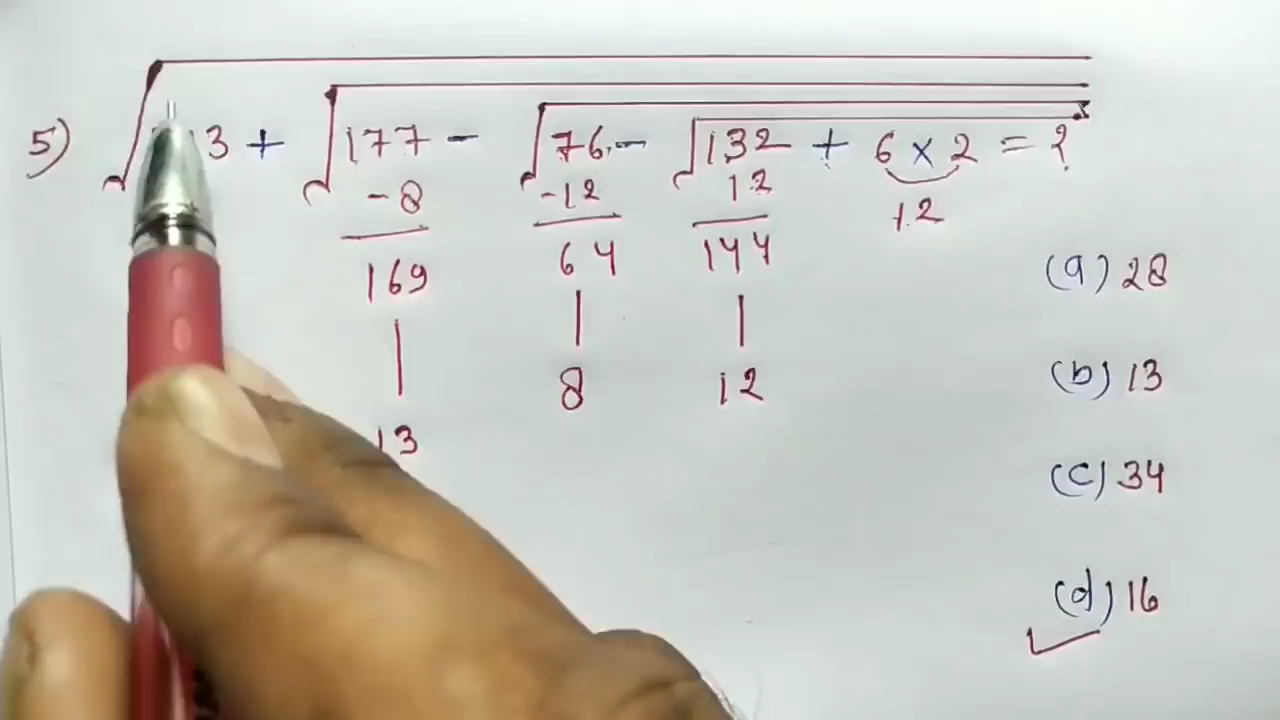 5) √ 3 + √177 - √76 - √132 + 6 × 2 = ?
-8 -12 12 12
169 64 144
8 12
13
(a) 28
(b) 13
(c) 34
(d) 16